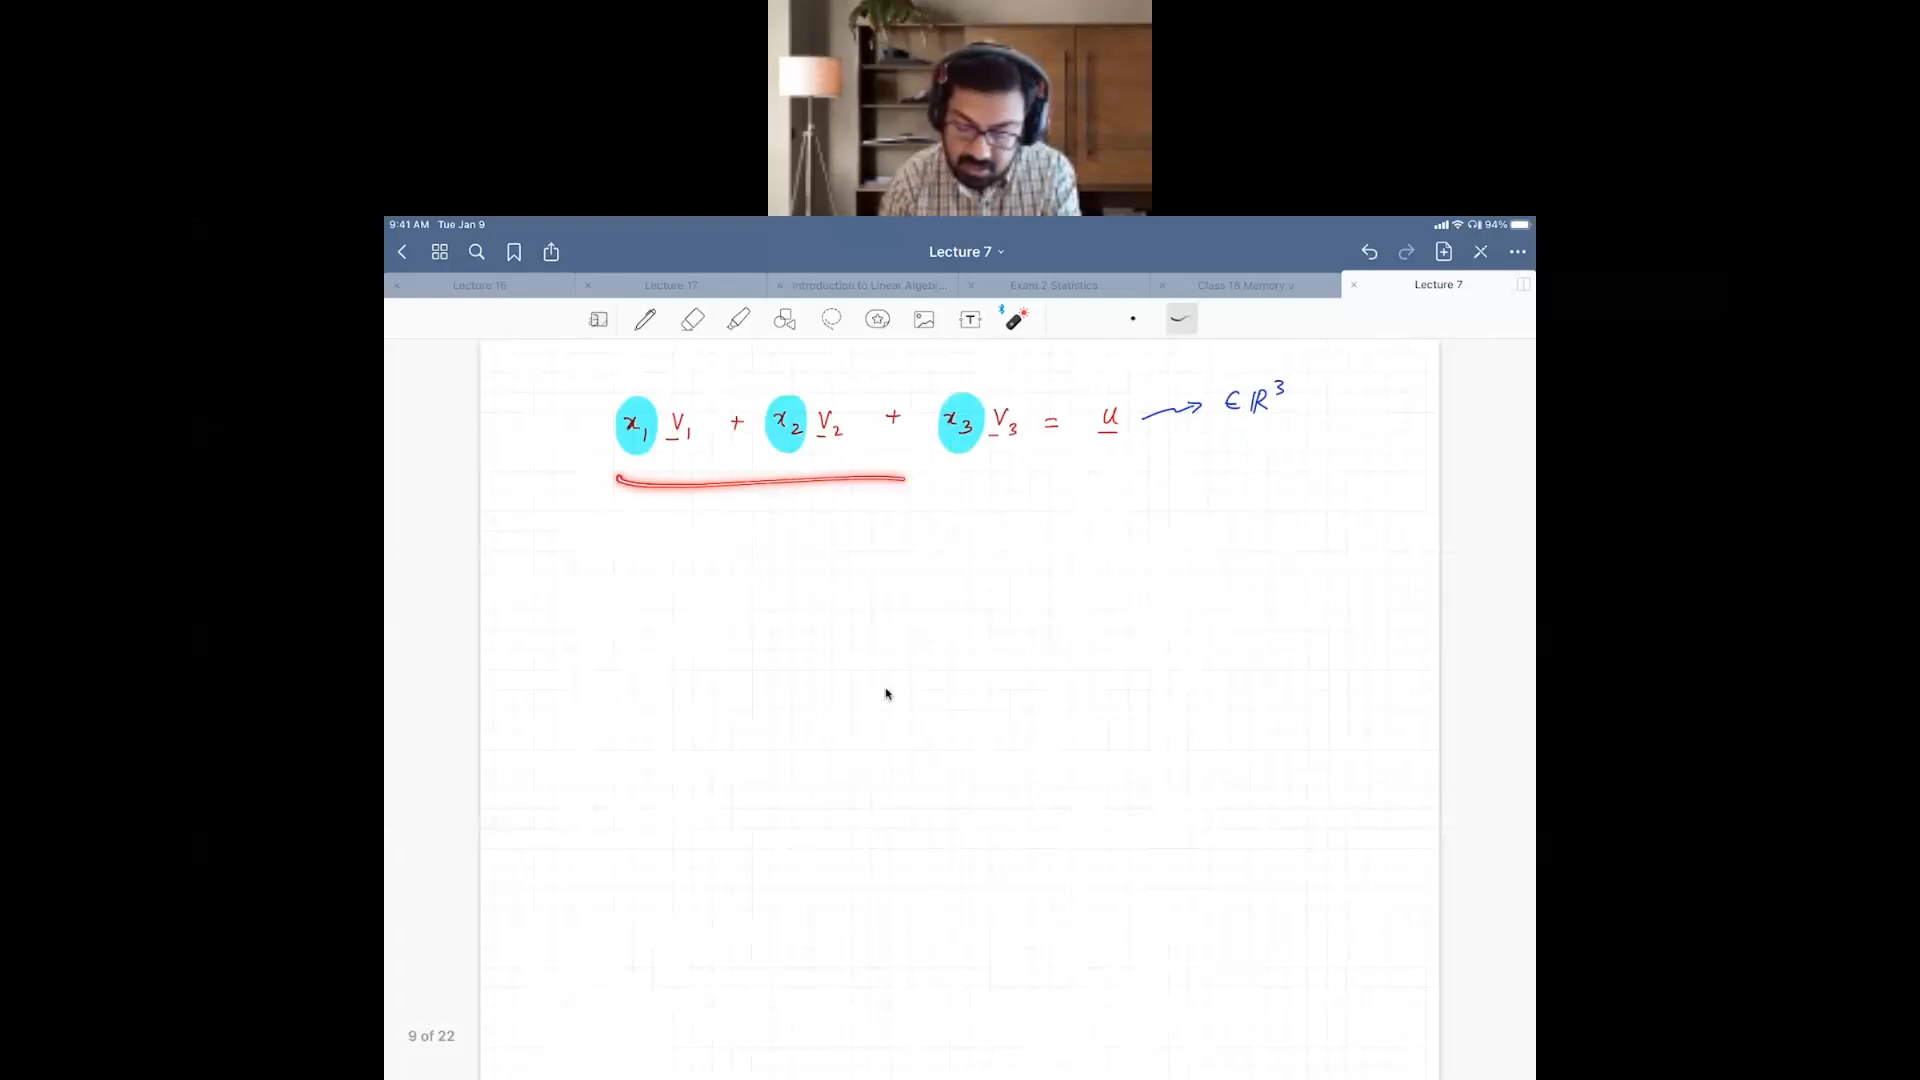 9:41 AM Tue Jan 9
94%
Lecture 7
Lecture 16
Lecture 17
Introduction to Linear Algebr...
Exam 2 Statistics
Class 18 Memory v
Lecture 7
T
x₁ v₁ + x₂ v₂ + x₃ v₃ = u → ∈ ℝ³
9 of 22